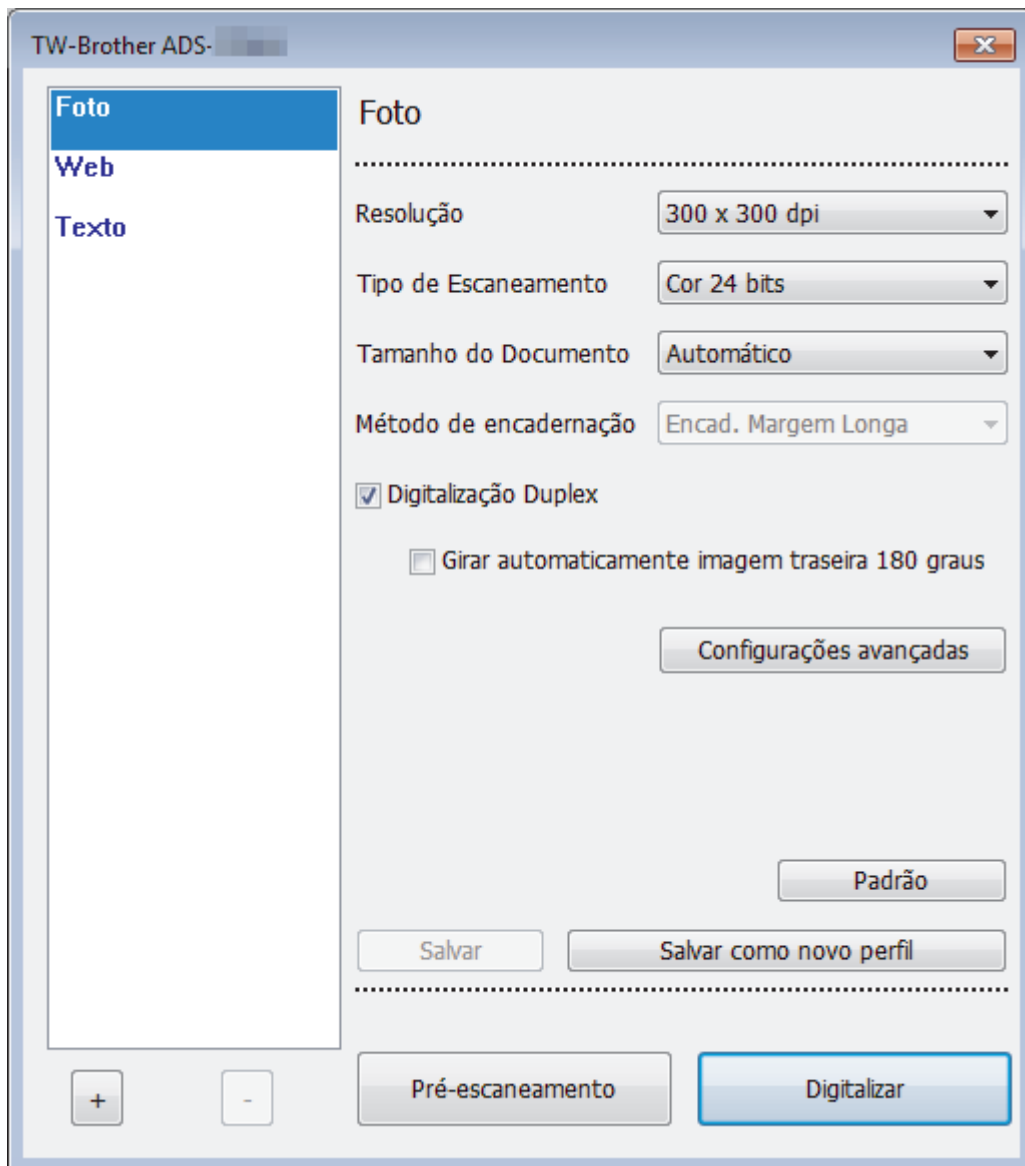 TW-Brother ADS-
Foto
Web
Texto
Foto
Resolução
300 x 300 dpi
Tipo de Escaneamento
Cor 24 bits
Tamanho do Documento
Automático
Método de encadernação
Encad. Margem Longa
Digitalização Duplex
Girar automaticamente imagem traseira 180 graus
Configurações avançadas
Padrão
Salvar
Salvar como novo perfil
+
-
Pré-escaneamento
Digitalizar